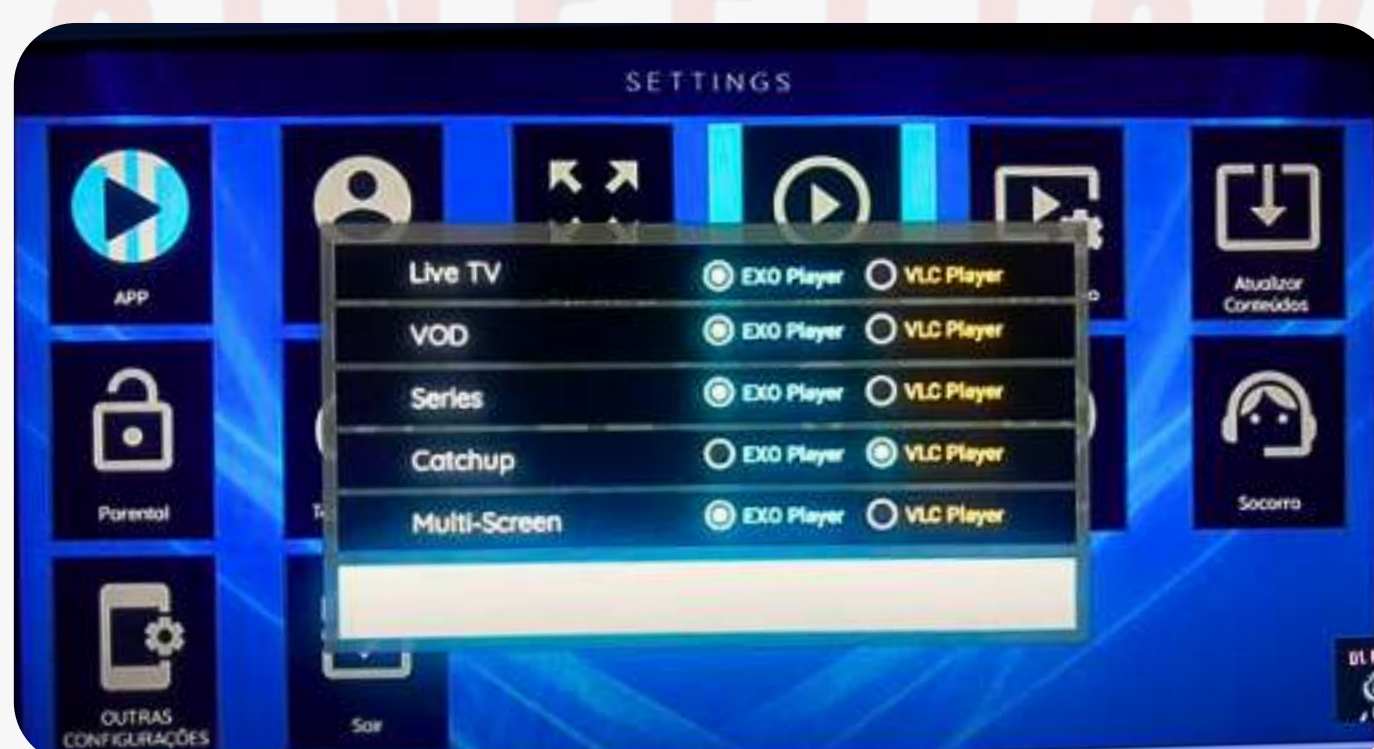 SETTINGS
APP
Atualizar
Conteúdos
Live TV
EXO Player
VLC Player
VOD
EXO Player
VLC Player
Series
EXO Player
VLC Player
Catchup
EXO Player
VLC Player
Multi-Screen
EXO Player
VLC Player
Parental
Socorro
OUTRAS
CONFIGURAÇÕES
Sair